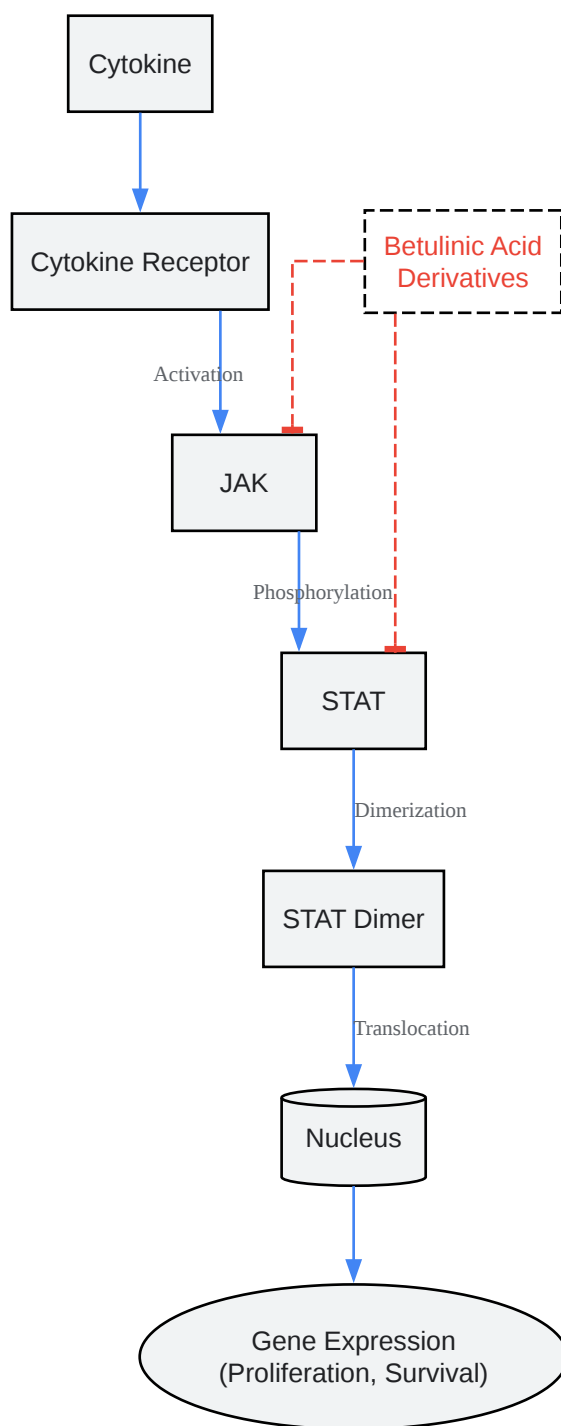 Cytokine
Cytokine Receptor
Betulinic Acid
Derivatives
Activation
JAK
Phosphorylation
STAT
Dimerization
STAT Dimer
Translocation
Nucleus
Gene Expression
(Proliferation, Survival)